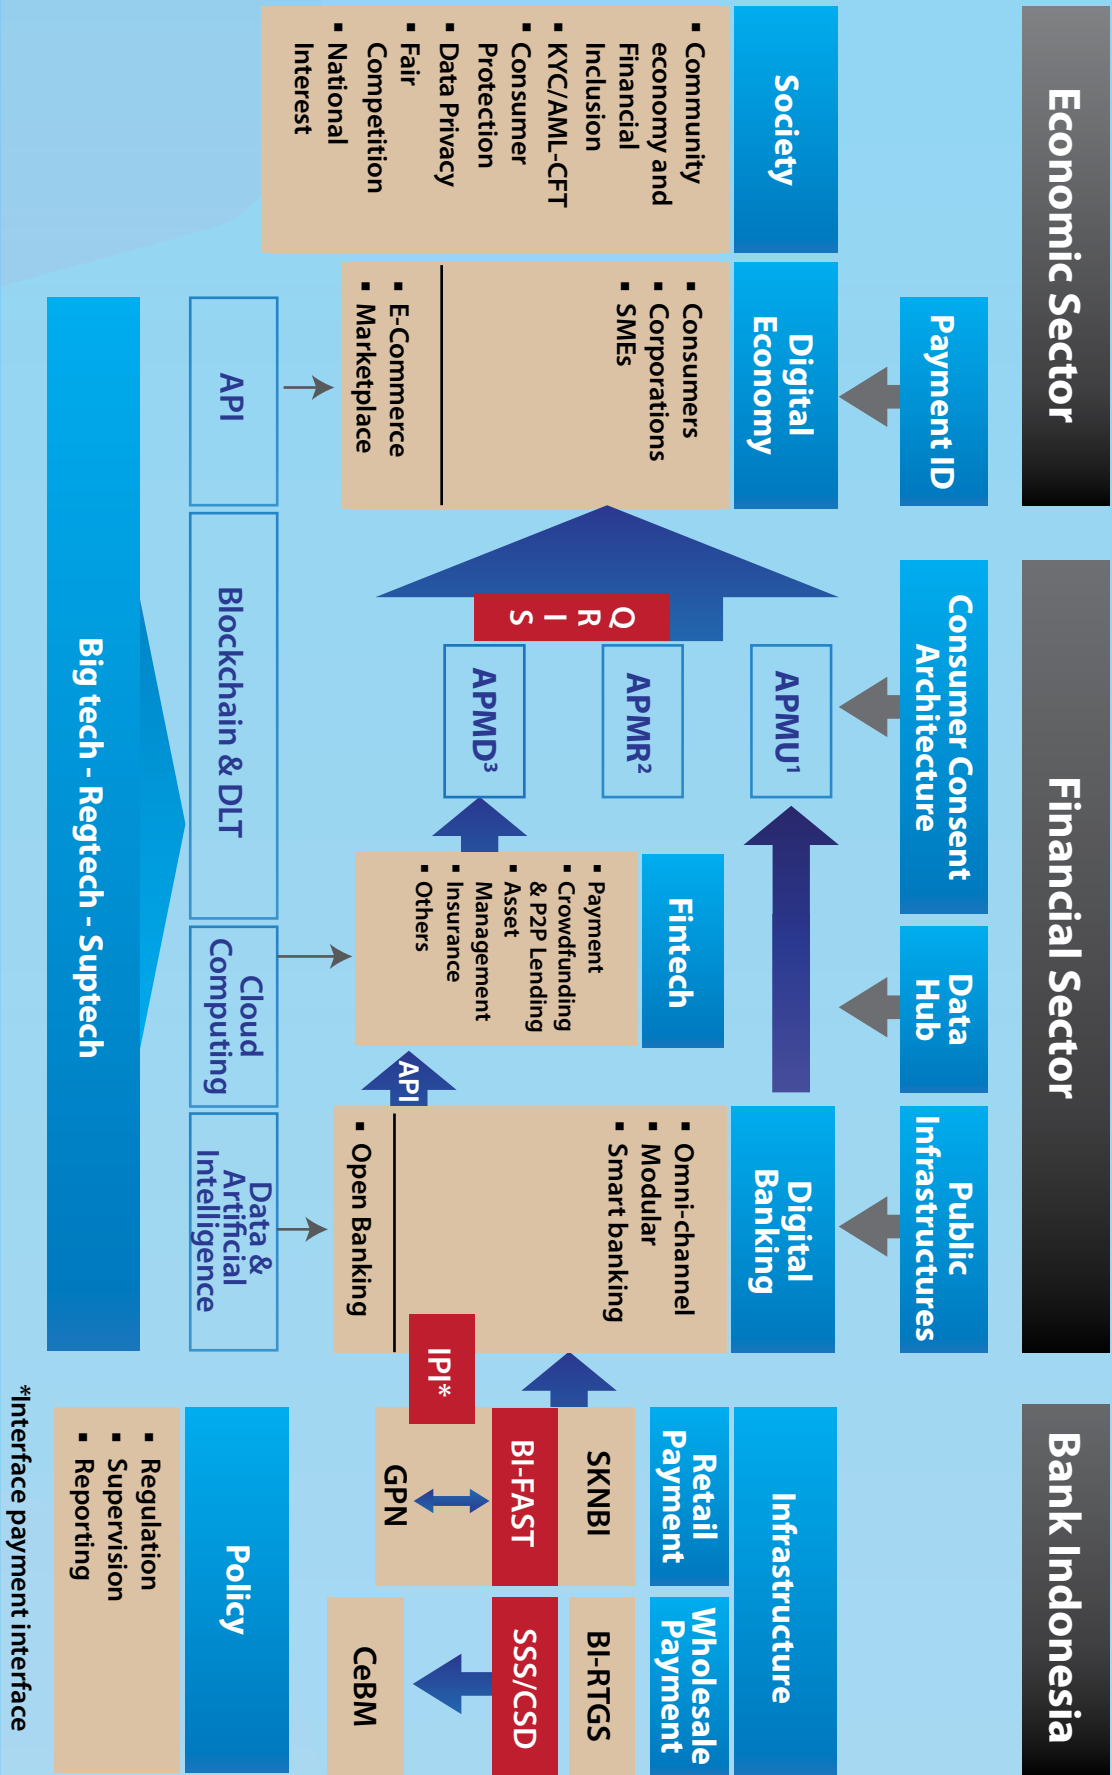 Economic Sector
Financial Sector
Bank Indonesia
Payment ID
Consumer Consent
Architecture
Data
Hub
Public
Infrastructures
Society
▪ Community
economy and
Financial
Inclusion
▪ KYC/AML-CFT
▪ Consumer
Protection
▪ Data Privacy
▪ Fair
Competition
▪ National
Interest
Digital
Economy
▪ Consumers
▪ Corporations
▪ SMEs
▪ E-Commerce
▪ Marketplace
Q
R
I
S
APMU¹
APMR²
APMD³
Fintech
▪ Payment
▪ Crowdfunding
& P2P Lending
▪ Asset
Management
▪ Insurance
▪ Others
API
Digital
Banking
▪ Omni-channel
▪ Modular
▪ Smart banking
▪ Open Banking
IPI*
Infrastructure
Retail
Payment
Wholesale
Payment
SKNBI
BI-RTGS
BI-FAST
SSS/CSD
GPN
CeBM
Policy
▪ Regulation
▪ Supervision
▪ Reporting
API
Blockchain & DLT
Cloud
Computing
Data &
Artificial
Intelligence
Big tech - Regtech - Suptech
*Interface payment interface